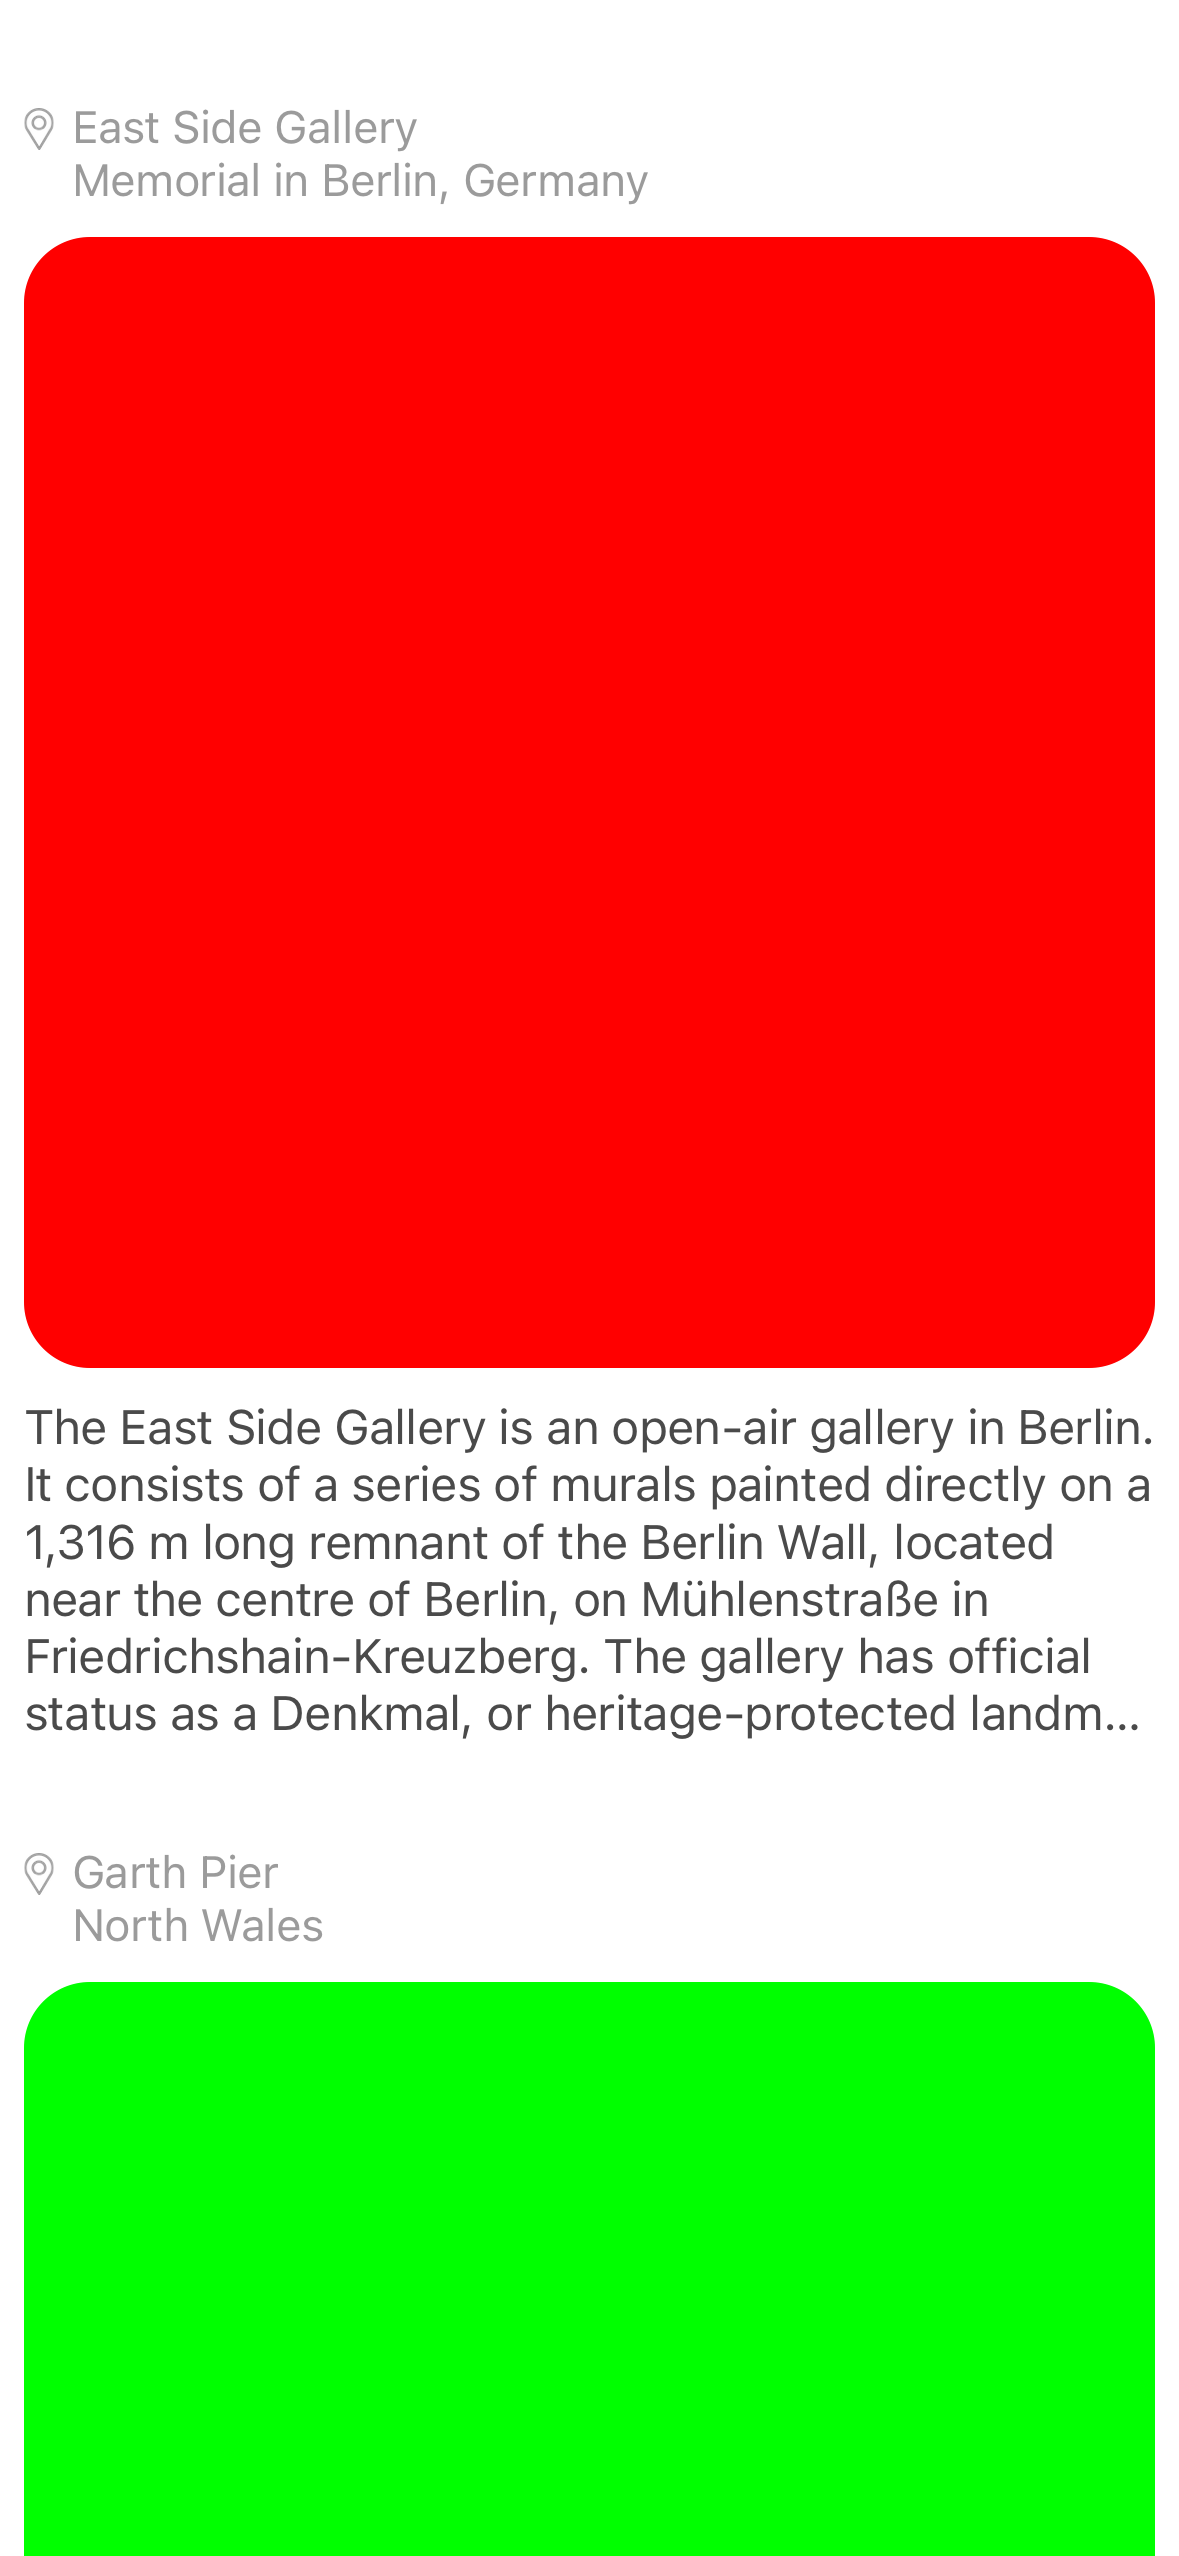 East Side Gallery
Memorial in Berlin, Germany
The East Side Gallery is an open-air gallery in Berlin.
It consists of a series of murals painted directly on a
1,316 m long remnant of the Berlin Wall, located
near the centre of Berlin, on Mühlenstraße in
Friedrichshain-Kreuzberg. The gallery has official
status as a Denkmal, or heritage-protected landm...
Garth Pier
North Wales